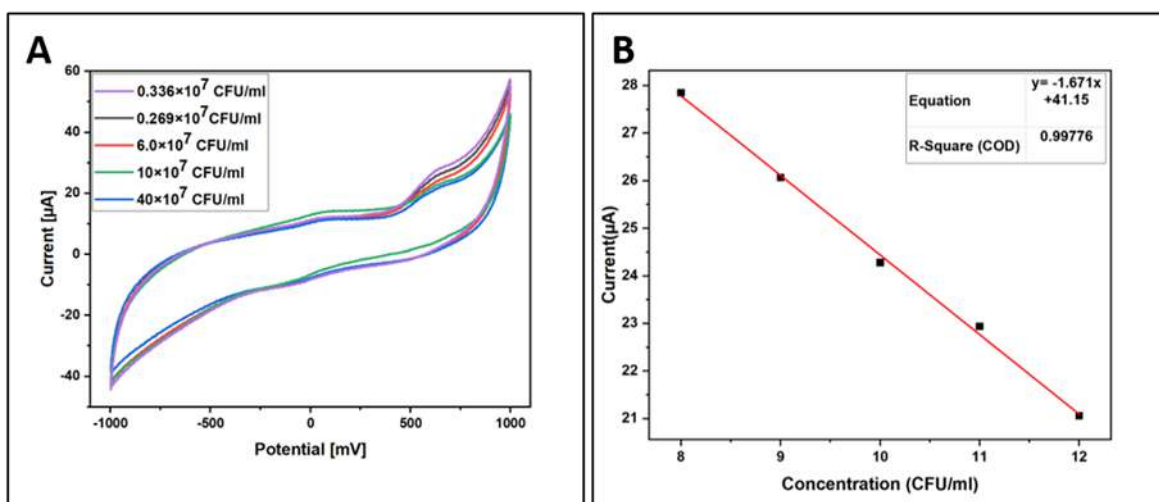 A
60
40
20
0
-20
-40
Current [µA]
0.336×10⁷ CFU/ml
0.269×10⁷CFU/ml
6.0×10⁷ CFU/ml
10×10⁷ CFU/ml
40×10⁷ CFU/ml
-1000 -500 0 500 1000
Potential [mV]
B
28
27
26
25
24
23
22
21
Current(µA)
Equation y= -1.671x
+41.15
R-Square (COD) 0.99776
8 9 10 11 12
Concentration (CFU/ml)